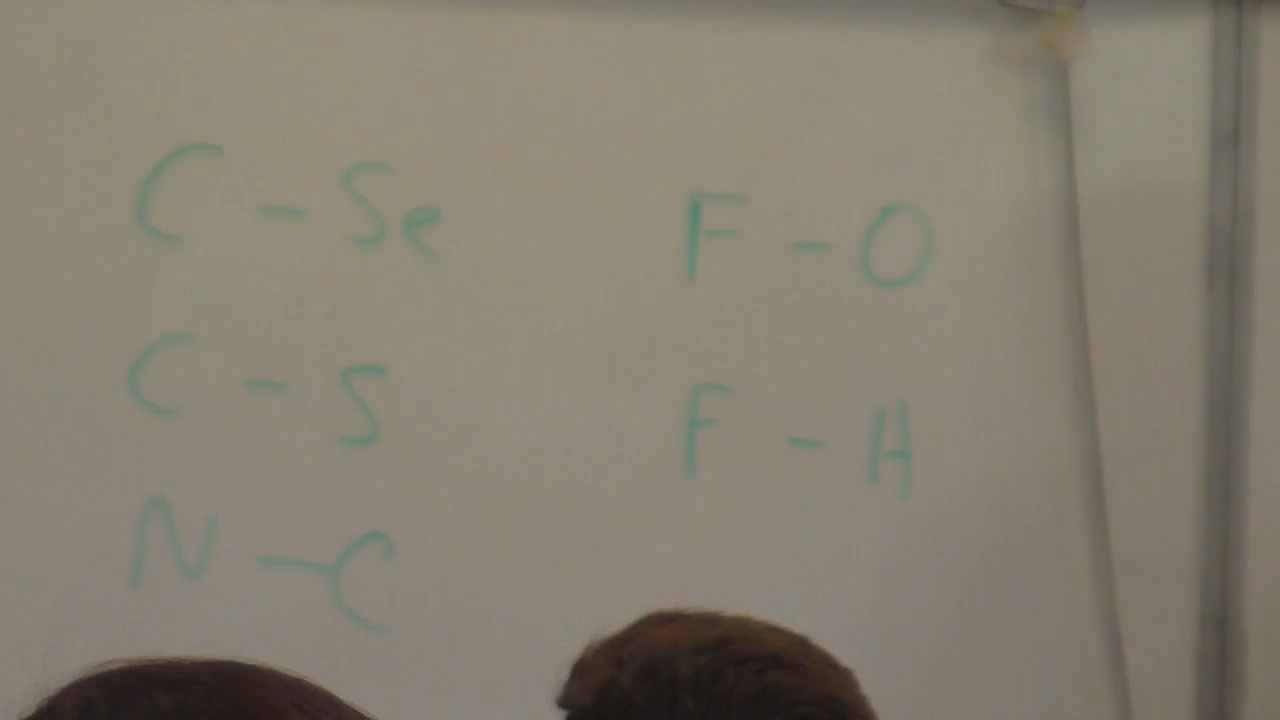 C - Se
C - S
N - C
F - O
F - H